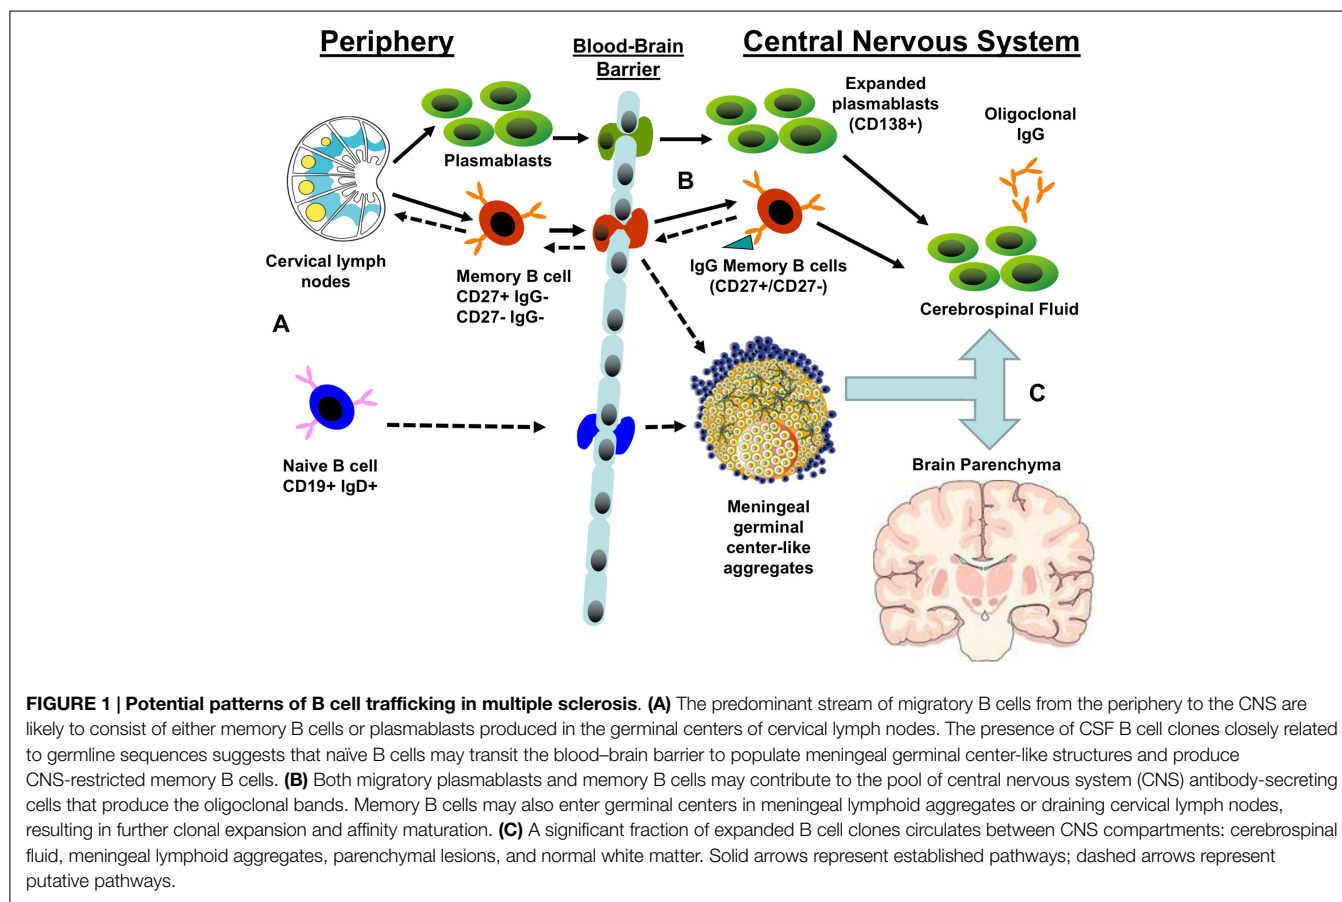 Periphery
Blood-Brain
Barrier
Central Nervous System
Expanded
plasmablasts
(CD138+)
Oligoclonal
IgG
Plasmablasts
B
Cervical lymph
nodes
Memory B cell
CD27+ IgG-
CD27- IgG-
IgG Memory B cells
(CD27+/CD27-)
Cerebrospinal Fluid
A
C
Naive B cell
CD19+ IgD+
Meningeal
germinal
center-like
aggregates
Brain Parenchyma
FIGURE 1 | Potential patterns of B cell trafficking in multiple sclerosis. (A) The predominant stream of migratory B cells from the periphery to the CNS are
likely to consist of either memory B cells or plasmablasts produced in the germinal centers of cervical lymph nodes. The presence of CSF B cell clones closely related
to germline sequences suggests that naïve B cells may transit the blood–brain barrier to populate meningeal germinal center-like structures and produce
CNS-restricted memory B cells. (B) Both migratory plasmablasts and memory B cells may contribute to the pool of central nervous system (CNS) antibody-secreting
cells that produce the oligoclonal bands. Memory B cells may also enter germinal centers in meningeal lymphoid aggregates or draining cervical lymph nodes,
resulting in further clonal expansion and affinity maturation. (C) A significant fraction of expanded B cell clones circulates between CNS compartments: cerebrospinal
fluid, meningeal lymphoid aggregates, parenchymal lesions, and normal white matter. Solid arrows represent established pathways; dashed arrows represent
putative pathways.